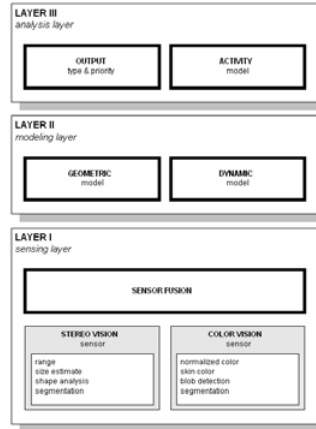 LAYER III
analysis layer
OUTPUT
type & priority
ACTIVITY
model
LAYER II
modeling layer
GEOMETRIC
model
DYNAMIC
model
LAYER I
sensing layer
SENSOR FUSION
STEREO VISION
sensor
range
size estimate
shape analysis
segmentation
COLOR VISION
sensor
normalized color
skin color
blob detection
segmentation